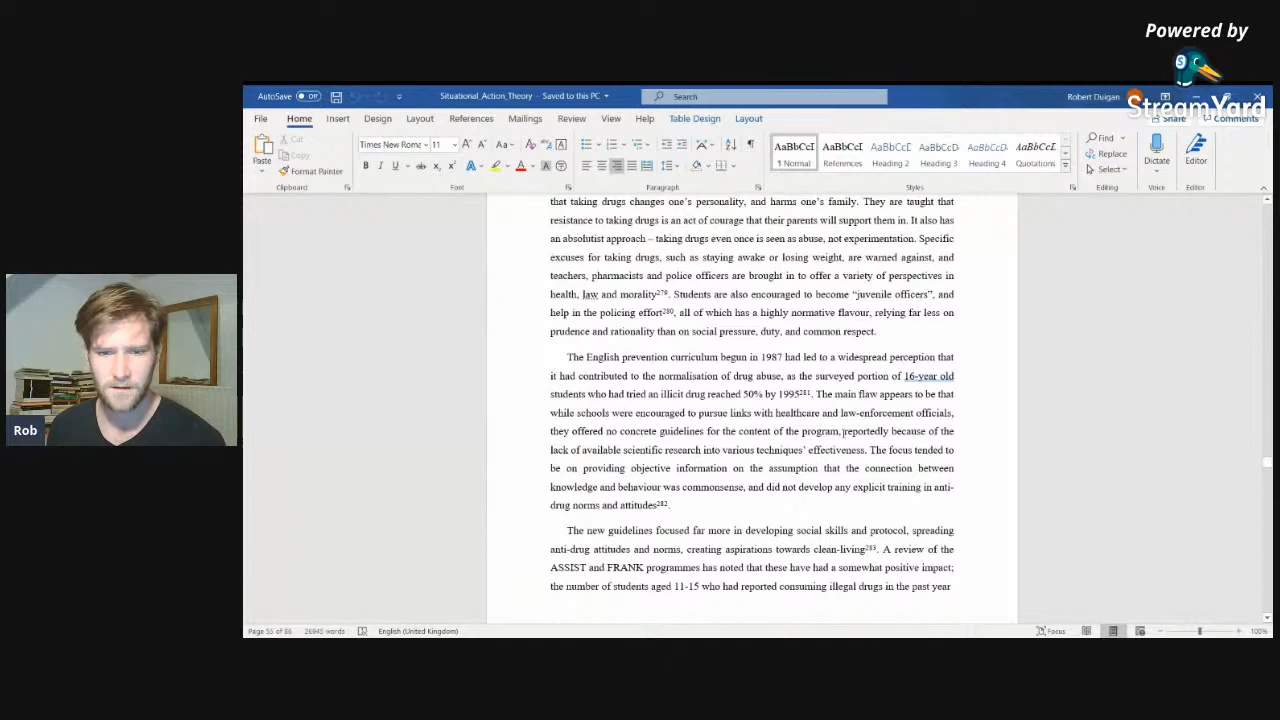 Powered by
StreamYard
AutoSave Off
Situational_Action_Theory – Saved to this PC
Search
Robert Duigan
File Home Insert Design Layout References Mailings Review View Help Table Design Layout
Share Comments
Paste
Cut
Copy
Format Painter
Clipboard
Times New Roma 11
Font
Paragraph
AaBbCcI AaBbCcI AaBbCcI AaBbCcD AaBbCcD AaBbCcI
1 Normal References Heading 2 Heading 3 Heading 4 Quotations
Styles
Find
Replace
Select
Editing
Dictate
Voice
Editor
Editor
that taking drugs changes one's personality, and harms one's family. They are taught that
resistance to taking drugs is an act of courage that their parents will support them in. It also has
an absolutist approach – taking drugs even once is seen as abuse, not experimentation. Specific
excuses for taking drugs, such as staying awake or losing weight, are warned against, and
teachers, pharmacists and police officers are brought in to offer a variety of perspectives in
health, law and morality279. Students are also encouraged to become “juvenile officers”, and
help in the policing effort280, all of which has a highly normative flavour, relying far less on
prudence and rationality than on social pressure, duty, and common respect.
The English prevention curriculum begun in 1987 had led to a widespread perception that
it had contributed to the normalisation of drug abuse, as the surveyed portion of 16-year old
students who had tried an illicit drug reached 50% by 1995281. The main flaw appears to be that
while schools were encouraged to pursue links with healthcare and law-enforcement officials,
they offered no concrete guidelines for the content of the program, reportedly because of the
lack of available scientific research into various techniques’ effectiveness. The focus tended to
be on providing objective information on the assumption that the connection between
knowledge and behaviour was commonsense, and did not develop any explicit training in anti-
drug norms and attitudes282.
The new guidelines focused far more in developing social skills and protocol, spreading
anti-drug attitudes and norms, creating aspirations towards clean-living283. A review of the
ASSIST and FRANK programmes has noted that these have had a somewhat positive impact;
the number of students aged 11-15 who had reported consuming illegal drugs in the past year
Rob
Page 55 of 86 26945 words English (United Kingdom)
Focus
100%